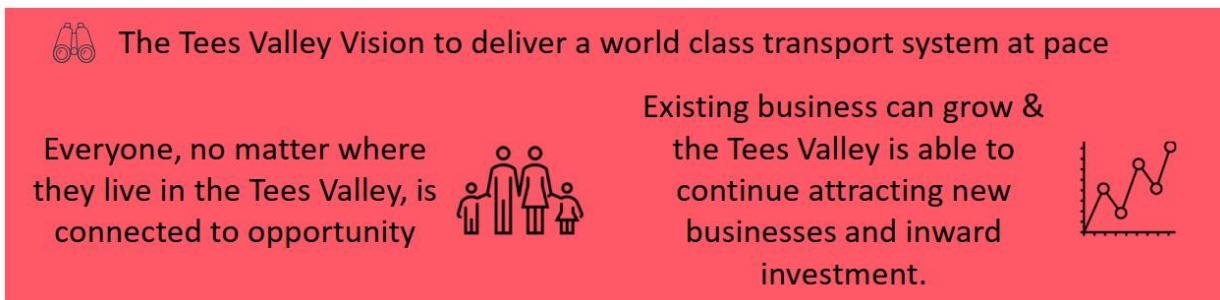 The Tees Valley Vision to deliver a world class transport system at pace
Everyone, no matter where
they live in the Tees Valley, is
connected to opportunity
Existing business can grow &
the Tees Valley is able to
continue attracting new
businesses and inward
investment.